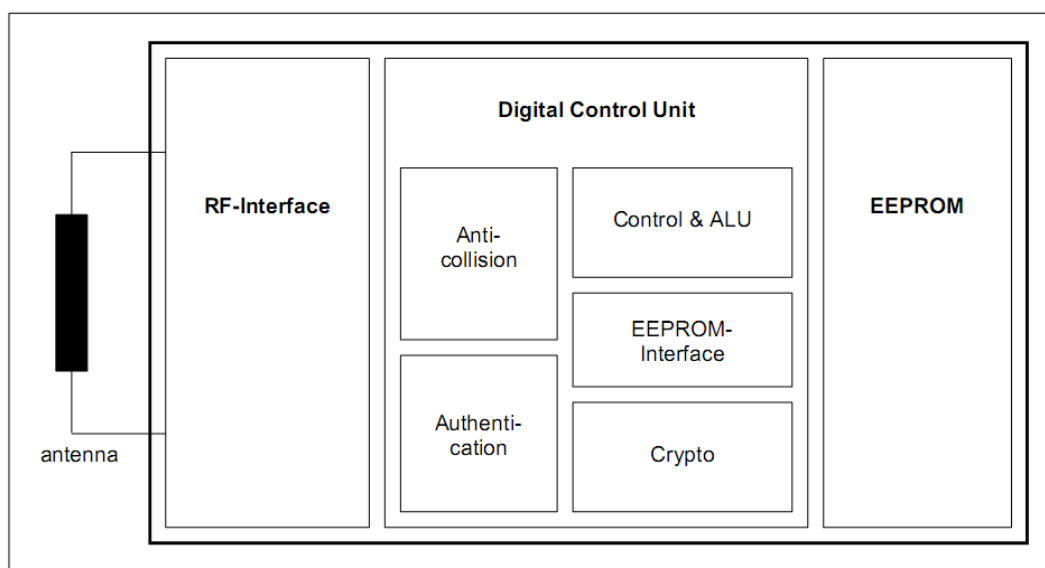 Digital Control Unit
RF-Interface
EEPROM
Anti-
collision
Control & ALU
EEPROM-
Interface
Authenti-
cation
Crypto
antenna